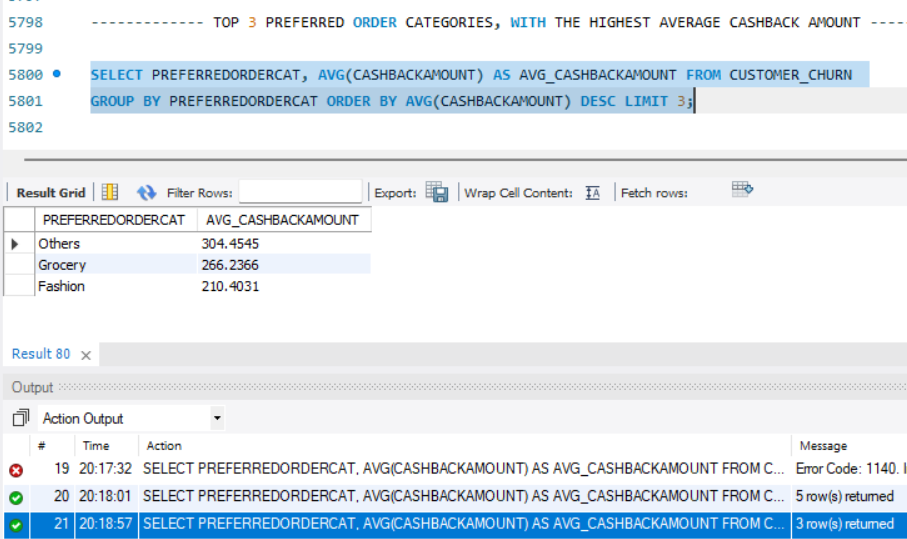 5798 ------------- TOP 3 PREFERRED ORDER CATEGORIES, WITH THE HIGHEST AVERAGE CASHBACK AMOUNT ----
5799
5800 SELECT PREFERREDORDERCAT, AVG(CASHBACKAMOUNT) AS AVG_CASHBACKAMOUNT FROM CUSTOMER_CHURN
5801 GROUP BY PREFERREDORDERCAT ORDER BY AVG(CASHBACKAMOUNT) DESC LIMIT 3;
5802
Result Grid Filter Rows: Export: Wrap Cell Content: Fetch rows:
PREFERREDORDERCAT AVG_CASHBACKAMOUNT
Others 304.4545
Grocery 266.2366
Fashion 210.4031
Result 80
Output
Action Output
# Time Action Message
19 20:17:32 SELECT PREFERREDORDERCAT, AVG(CASHBACKAMOUNT) AS AVG_CASHBACKAMOUNT FROM C... Error Code: 1140.
20 20:18:01 SELECT PREFERREDORDERCAT, AVG(CASHBACKAMOUNT) AS AVG_CASHBACKAMOUNT FROM C... 5 row(s) returned
21 20:18:57 SELECT PREFERREDORDERCAT, AVG(CASHBACKAMOUNT) AS AVG_CASHBACKAMOUNT FROM C... 3 row(s) returned